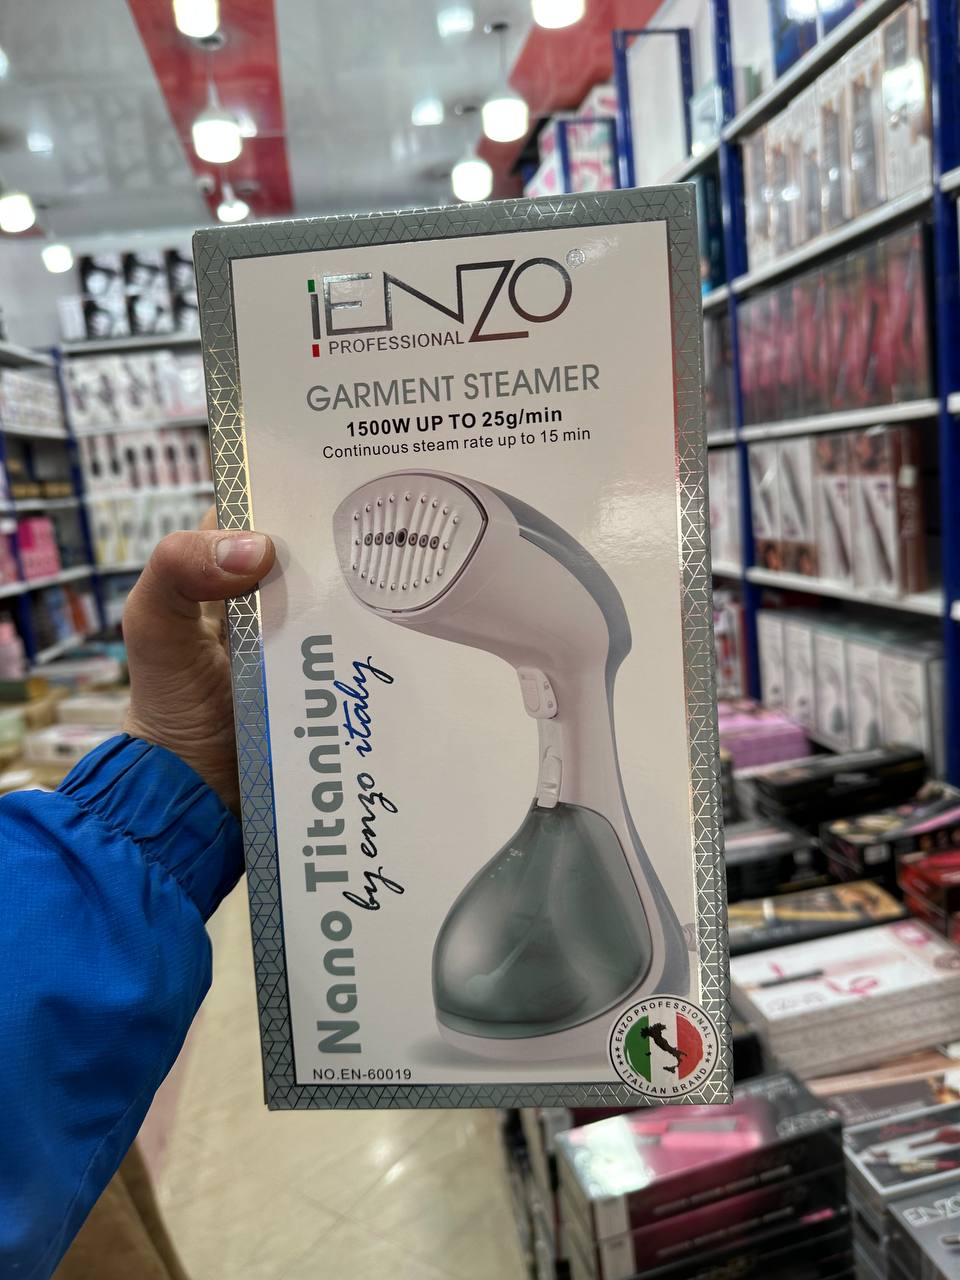 iENZO®
PROFESSIONAL
GARMENT STEAMER
1500W UP TO 25g/min
Continuous steam rate up to 15 min
Nano Titanium
by enzo italy
NO.EN-60019
ENZO PROFESSIONAL
ITALIAN BRAND
ENZO